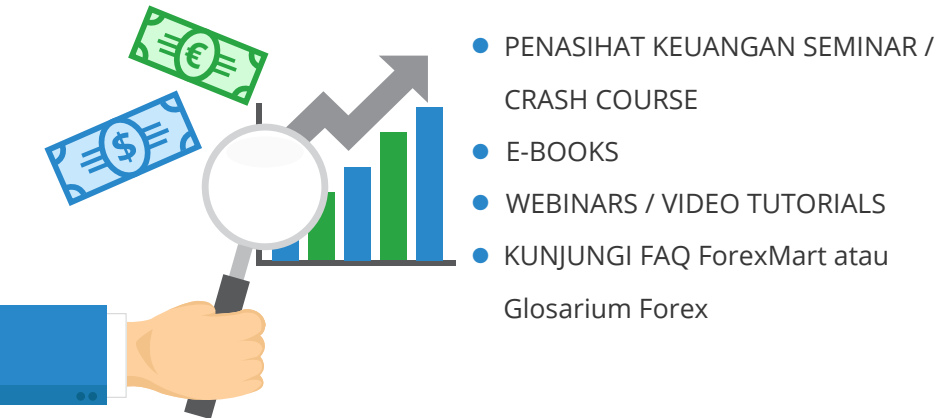 PENASIHAT KEUANGAN SEMINAR /
CRASH COURSE
E-BOOKS
WEBINARS / VIDEO TUTORIALS
KUNJUNGI FAQ ForexMart atau
Glosarium Forex
€
$